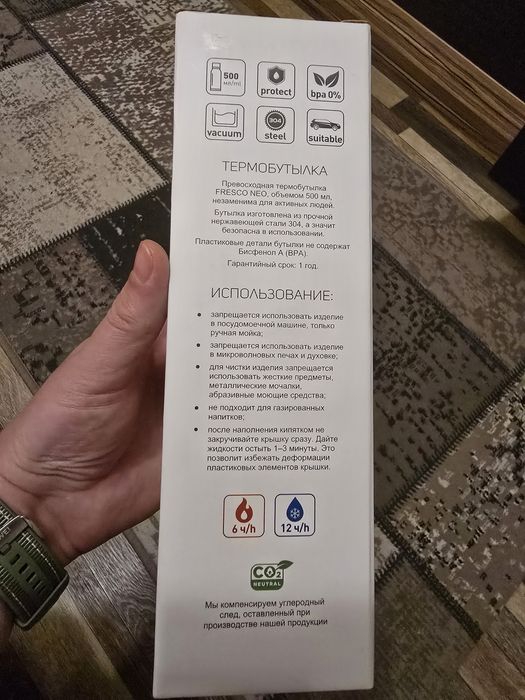 500
мл/ml
protect
bpa 0%
vacuum
304
steel
suitable
ТЕРМОБУТЫЛКА
Превосходная термобутылка
FRESCO NEO, объемом 500 мл,
незаменима для активных людей.
Бутылка изготовлена из прочной
нержавеющей стали 304, а значит
безопасна в использовании.
Пластиковые детали бутылки не содержат
Бисфенол А (BPA).
Гарантийный срок: 1 год.
ИСПОЛЬЗОВАНИЕ:
• запрещается использовать изделие
в посудомоечной машине, только
ручная мойка;
• запрещается использовать изделие
в микроволновых печах и духовке;
• для чистки изделия запрещается
использовать жесткие предметы,
металлические мочалки,
абразивные моющие средства;
• не подходит для газированных
напитков;
• после наполнения кипятком не
закручивайте крышку сразу. Дайте
жидкости остыть 1–3 минуты. Это
позволит избежать деформации
пластиковых элементов крышки.
6 ч/h
12 ч/h
CO2
NEUTRAL
Мы компенсируем углеродный
след, оставленный при
производстве нашей продукции